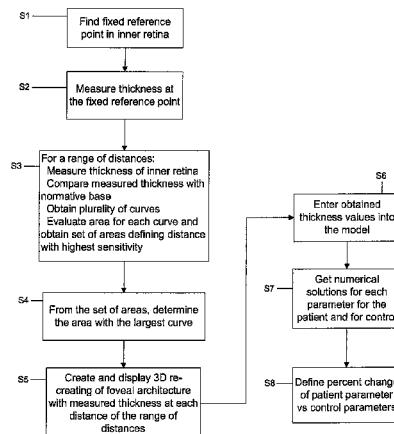 S1
Find fixed reference
point in inner retina
S2
Measure thickness at
the fixed reference point
S3
For a range of distances:
Measure thickness of inner retina
Compare measured thickness with
normative base
Obtain plurality of curves
Evaluate area for each curve and
obtain set of areas defining distance
with highest sensitivity
S4
From the set of areas, determine
the area with the largest curve
S5
Create and display 3D re-
creating of foveal architecture
with measured thickness at each
distance of the range of
distances
S6
Enter obtained
thickness values into
the model
S7
Get numerical
solutions for each
parameter for the
patient and for control
S8
Define percent change
of patient parameter
vs control parameters